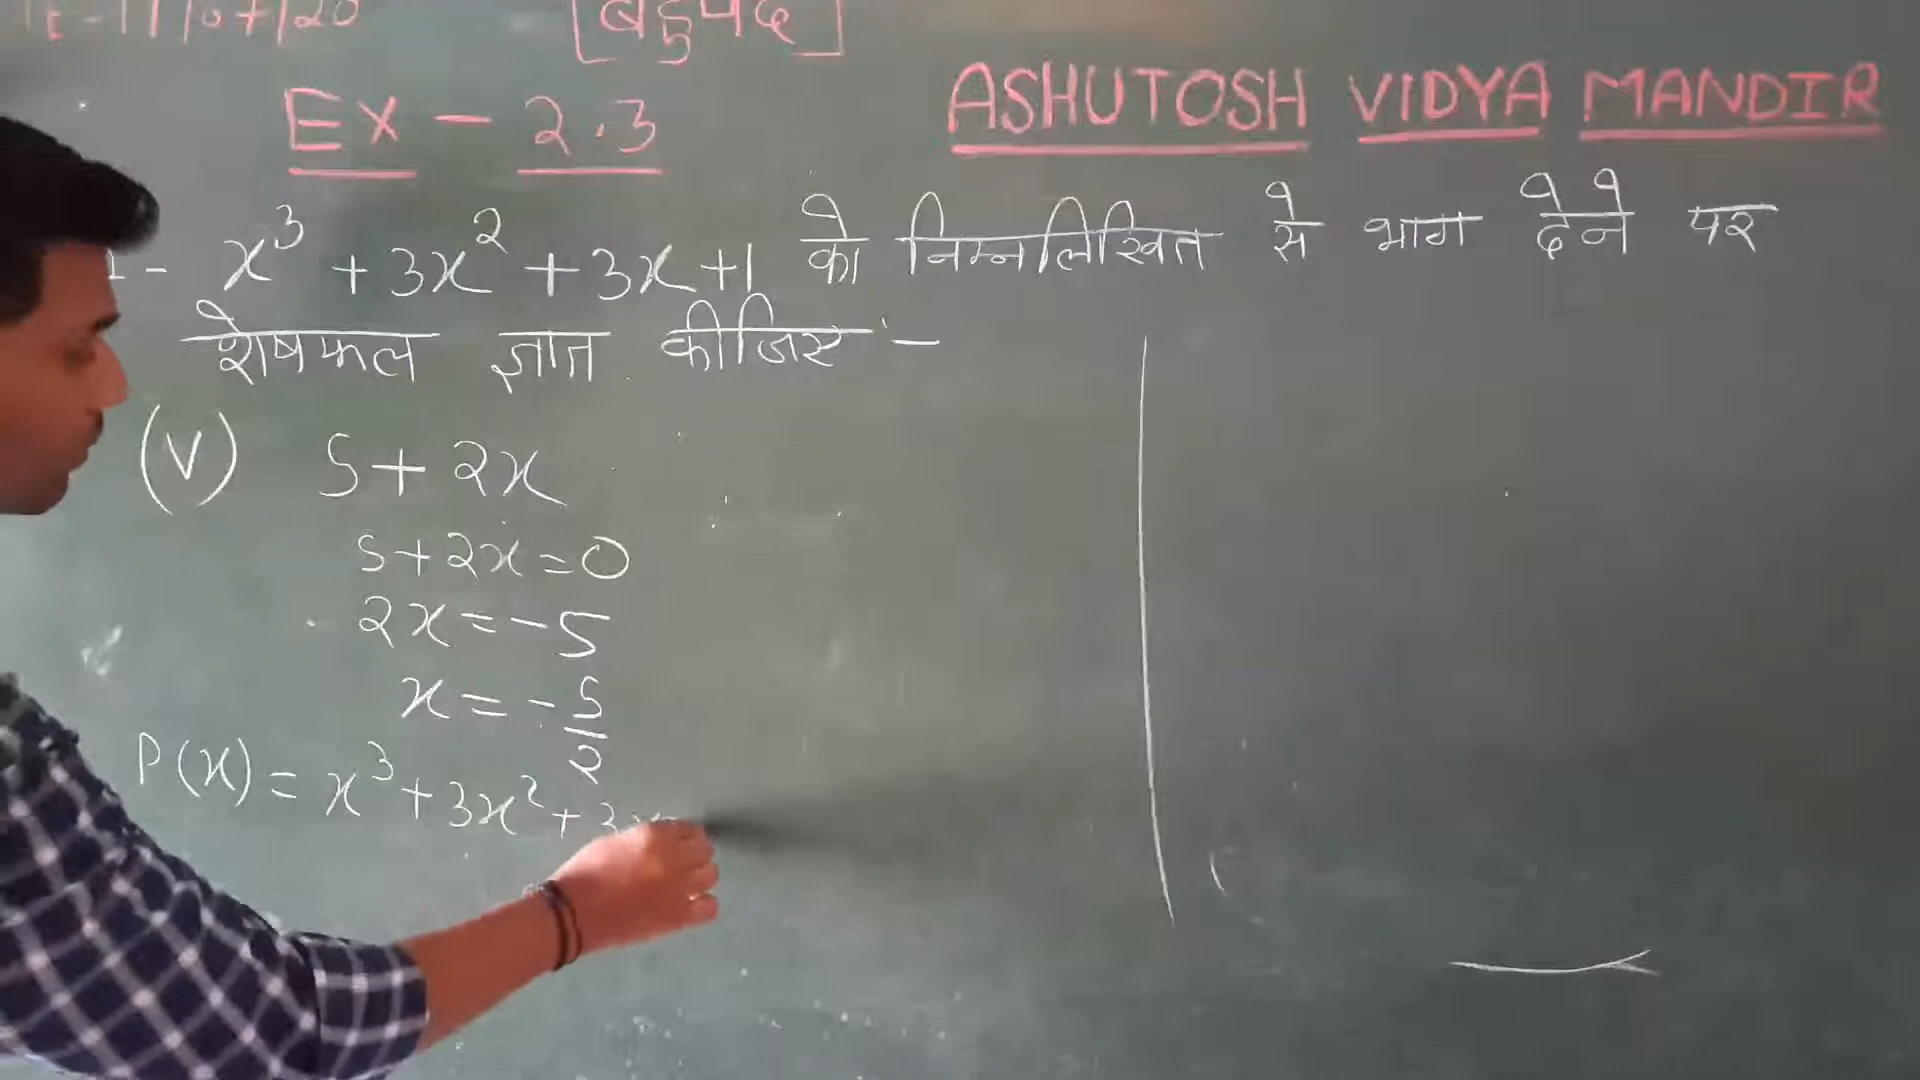 [बहुपद]
Ex - 2.3
ASHUTOSH VIDYA MANDIR
1- x³ + 3x² + 3x + 1 को निम्नलिखित से भाग देने पर
शेषफल ज्ञात कीजिए :-
(V) 5 + 2x
5 + 2x = 0
2x = -5
x = -5/2
P(x) = x³ + 3x² + 3x